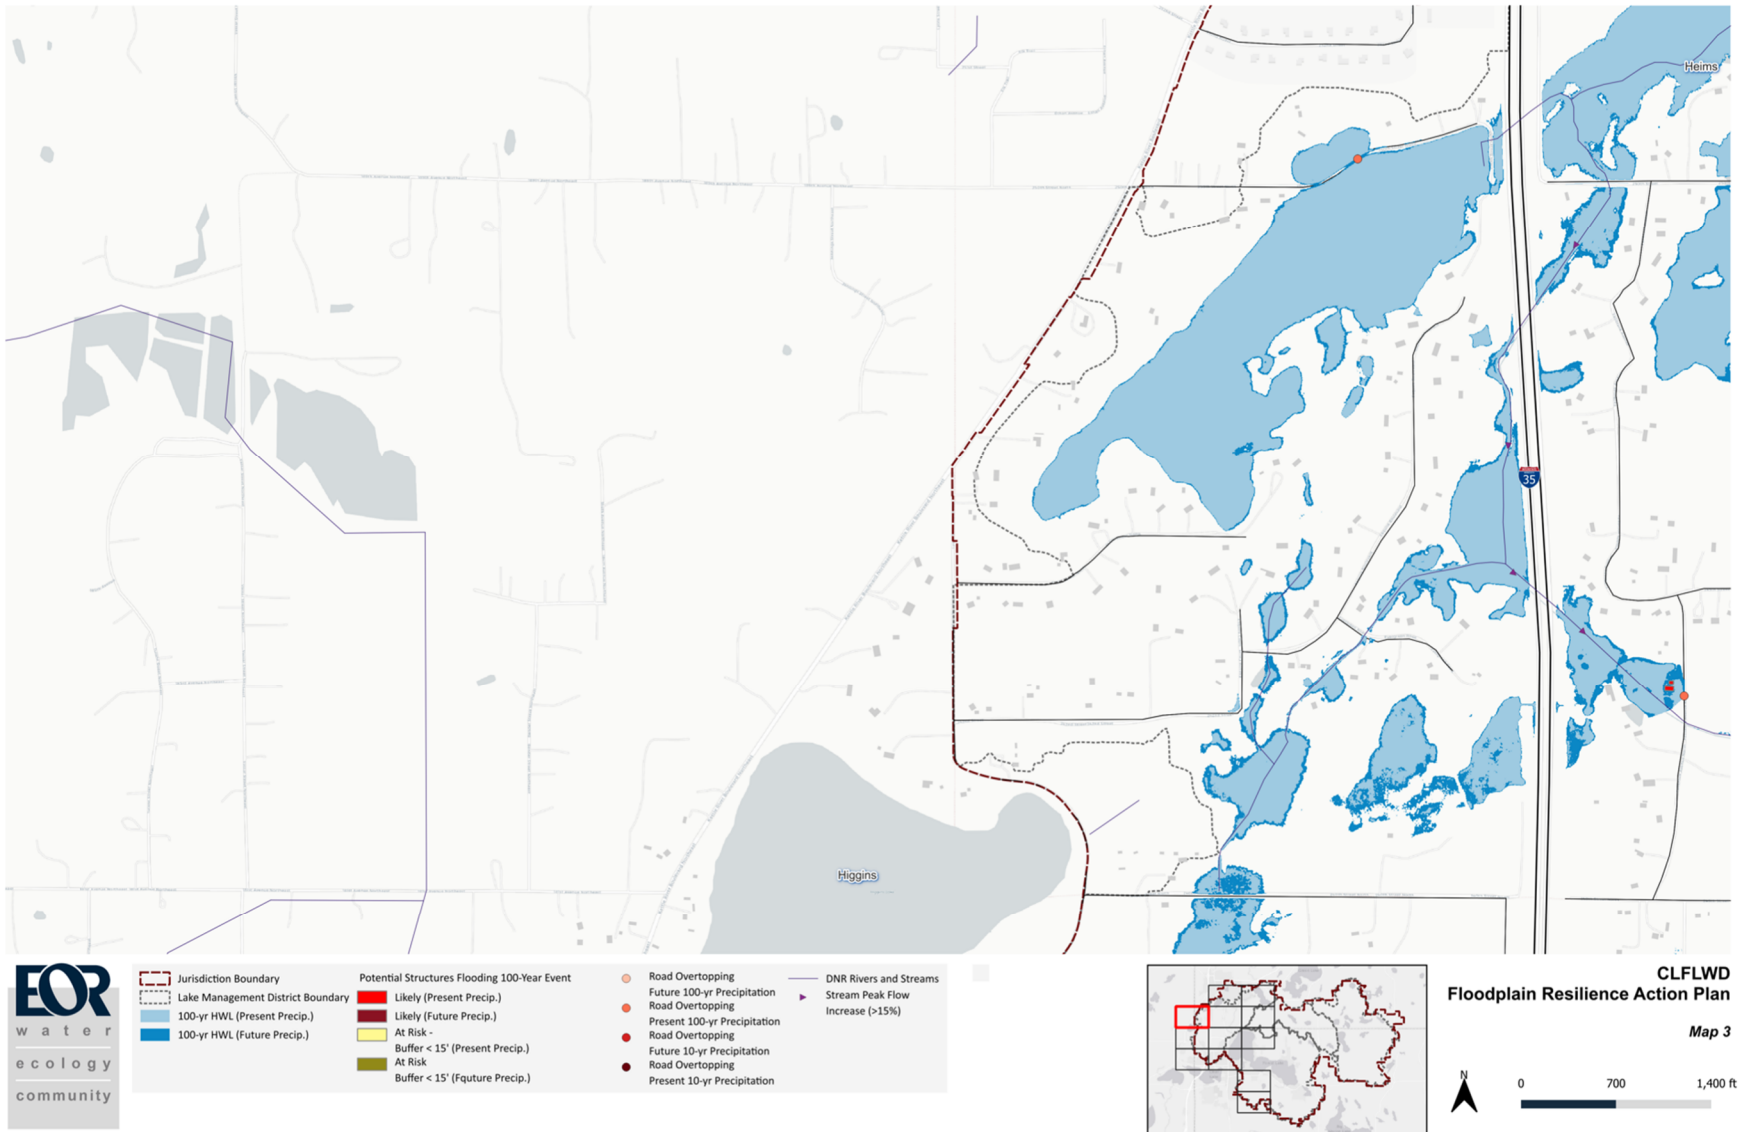 Heims
35
Higgins
EOR
water
ecology
community
Jurisdiction Boundary
Lake Management District Boundary
100-yr HWL (Present Precip.)
100-yr HWL (Future Precip.)
Potential Structures Flooding 100-Year Event
Likely (Present Precip.)
Likely (Future Precip.)
At Risk -
Buffer < 15' (Present Precip.)
At Risk
Buffer < 15' (Fquture Precip.)
Road Overtopping
Future 100-yr Precipitation
Road Overtopping
Present 100-yr Precipitation
Road Overtopping
Future 10-yr Precipitation
Road Overtopping
Present 10-yr Precipitation
DNR Rivers and Streams
Stream Peak Flow
Increase (>15%)
CLFLWD
Floodplain Resilience Action Plan
Map 3
N
0 700 1,400 ft